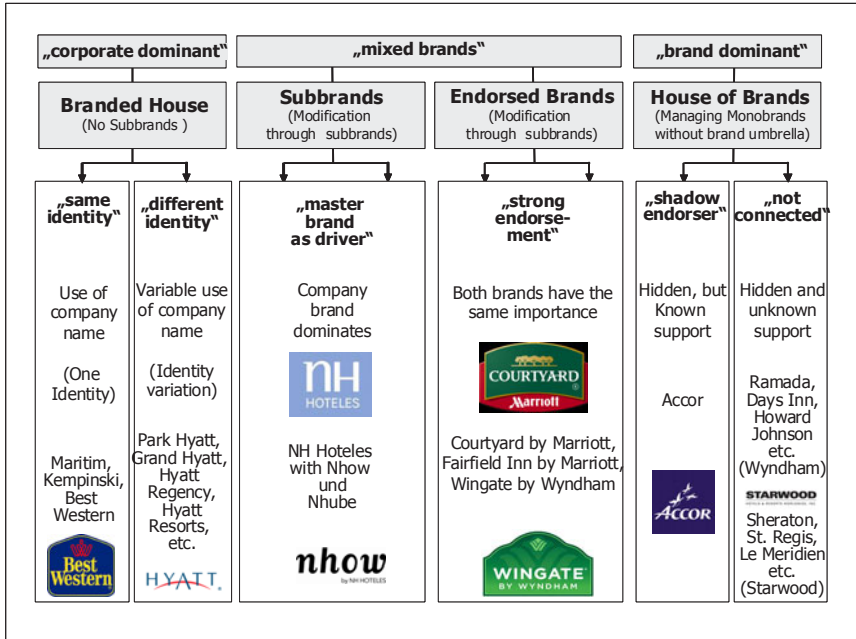 „corporate dominant“
„mixed brands“
„brand dominant“
Branded House
(No Subbrands )
Subbrands
(Modification
through subbrands)
Endorsed Brands
(Modification
through subbrands)
House of Brands
(Managing Monobrands
without brand umbrella)
„same
identity“
Use of
company
name
(One
Identity)
Maritim,
Kempinski,
Best
Western
Best
Western
„different
identity“
Variable use
of company
name
(Identity
variation)
Park Hyatt,
Grand Hyatt,
Hyatt
Regency,
Hyatt
Resorts,
etc.
HYATT
„master
brand
as driver“
Company
brand
dominates
nH
HOTELES
NH Hoteles
with Nhow
und
Nhube
nhow
by NH HOTELES
„strong
endorse-
ment“
Both brands have the
same importance
COURTYARD
Marriott
Courtyard by Marriott,
Fairfield Inn by Marriott,
Wingate by Wyndham
WINGATE
BY WYNDHAM
„shadow
endorser“
Hidden, but
Known
support
Accor
ACCOR
„not
connected“
Hidden and
unknown
support
Ramada,
Days Inn,
Howard
Johnson
etc.
(Wyndham)
STARWOOD
Sheraton,
St. Regis,
Le Meridien
etc.
(Starwood)